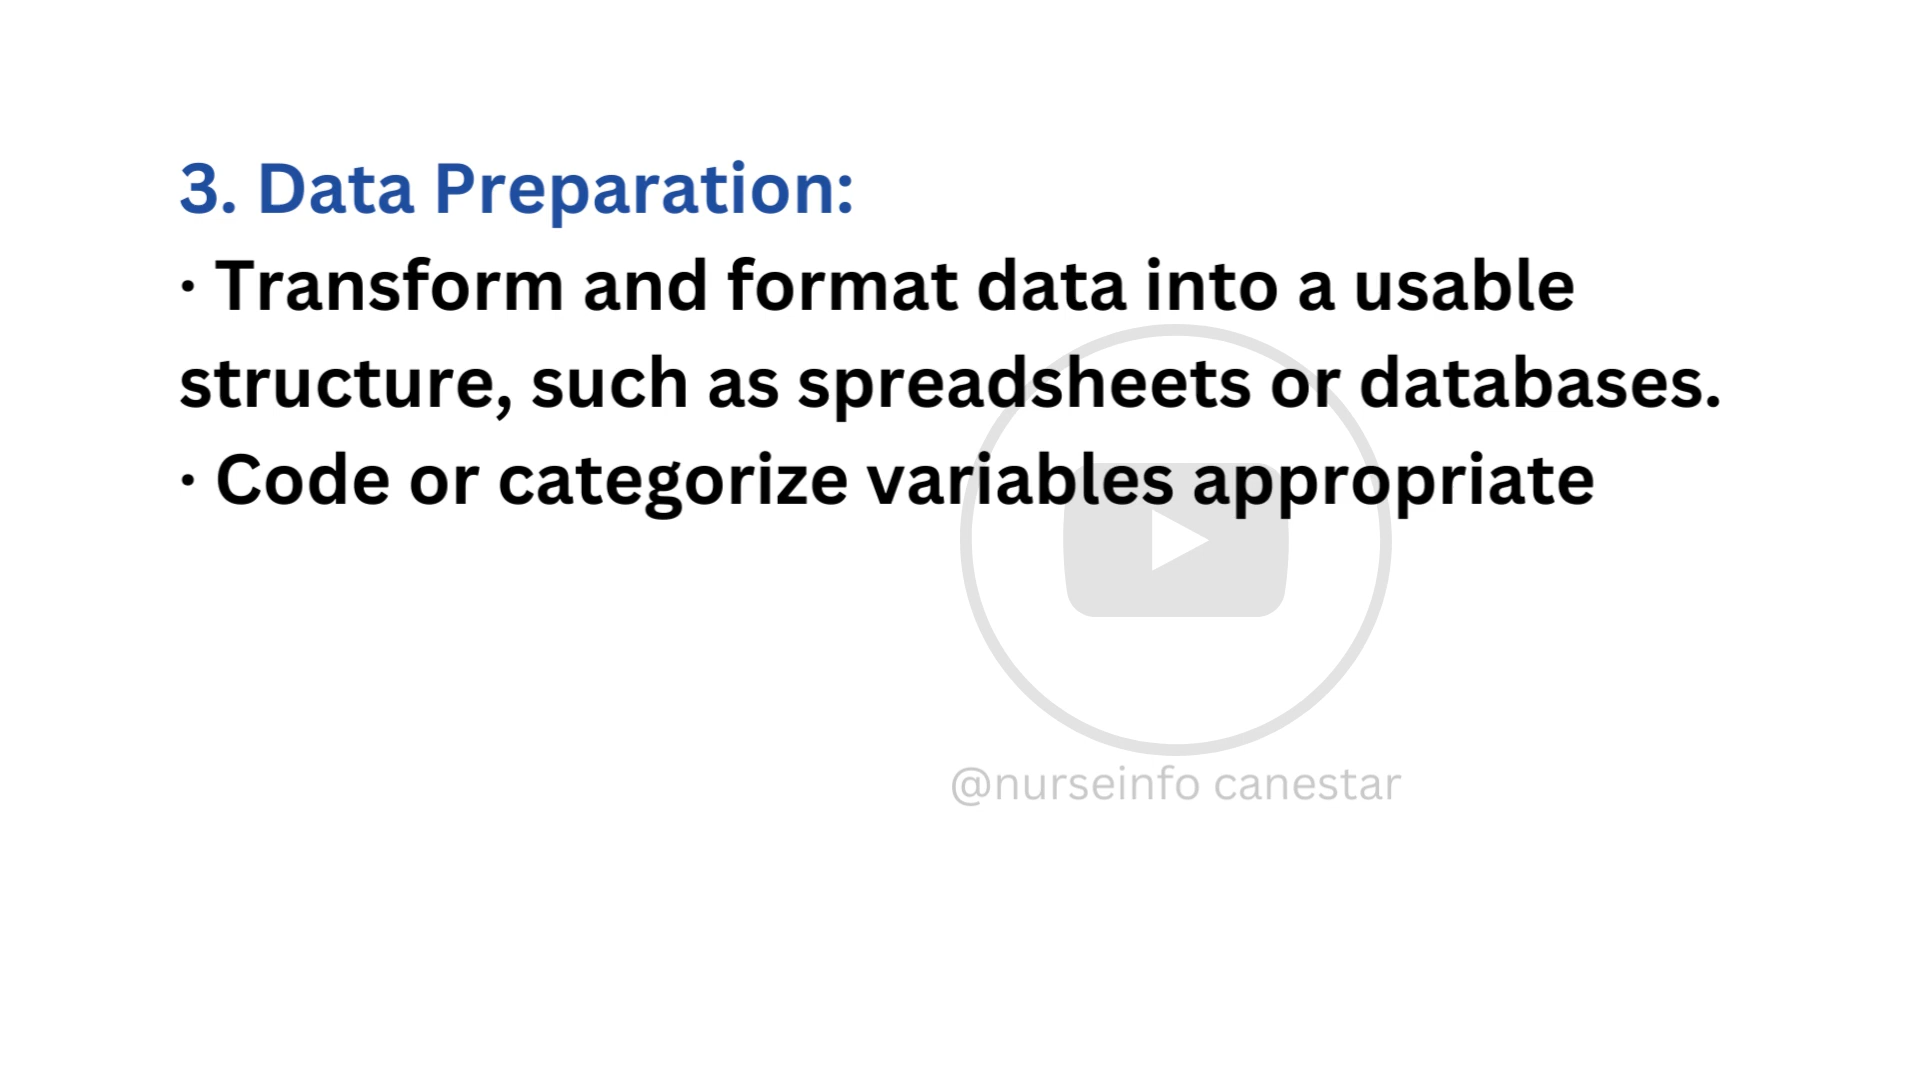 3. Data Preparation:
· Transform and format data into a usable
structure, such as spreadsheets or databases.
· Code or categorize variables appropriate
@nurseinfo canestar